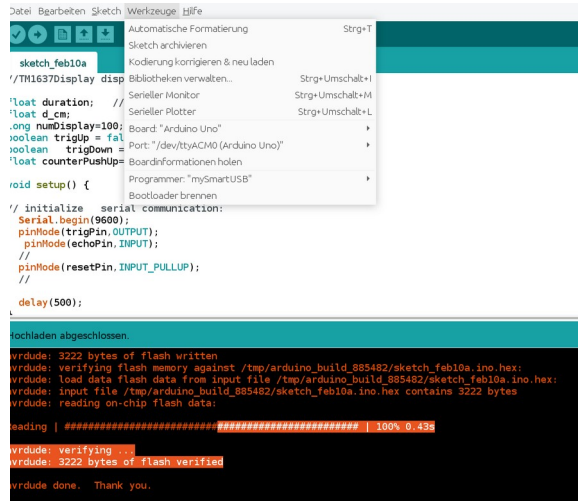 Datei Bearbeiten Sketch Werkzeuge Hilfe
Automatische Formatierung Strg+T
Sketch archivieren
Kodierung korrigieren & neu laden
Bibliotheken verwalten... Strg+Umschalt+I
Serieller Monitor Strg+Umschalt+M
Serieller Plotter Strg+Umschalt+L
Board: "Arduino Uno"
Port: "/dev/ttyACM0 (Arduino Uno)"
Boardinformationen holen
Programmer: "mySmartUSB"
Bootloader brennen
sketch_feb10a
//TM1637Display disp
float duration; //
float d_cm;
long numDisplay=100;
boolean trigUp = fal
boolean trigDown =
float counterPushUp=
void setup() {
// initialize serial communication:
Serial.begin(9600);
pinMode(trigPin,OUTPUT);
pinMode(echoPin,INPUT);
//
pinMode(resetPin,INPUT_PULLUP);
//
delay(500);
Hochladen abgeschlossen.
avrdude: 3222 bytes of flash written
avrdude: verifying flash memory against /tmp/arduino_build_885482/sketch_feb10a.ino.hex:
avrdude: load data flash data from input file /tmp/arduino_build_885482/sketch_feb10a.ino.hex:
avrdude: input file /tmp/arduino_build_885482/sketch_feb10a.ino.hex contains 3222 bytes
avrdude: reading on-chip flash data:
Reading | ################################################## | 100% 0.43s
avrdude: verifying ...
avrdude: 3222 bytes of flash verified
avrdude done. Thank you.